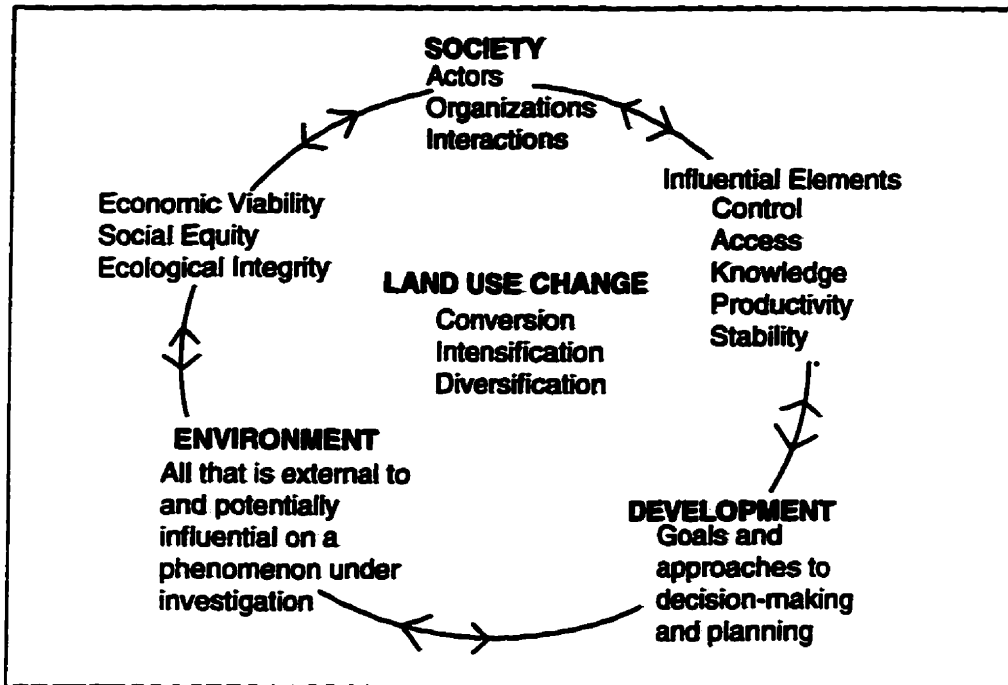 SOCIETY
Actors
Organizations
Interactions
Influential Elements
Control
Access
Knowledge
Productivity
Stability
Economic Viability
Social Equity
Ecological Integrity
LAND USE CHANGE
Conversion
Intensification
Diversification
ENVIRONMENT
All that is external to
and potentially
influential on a
phenomenon under
investigation
DEVELOPMENT
Goals and
approaches to
decision-making
and planning